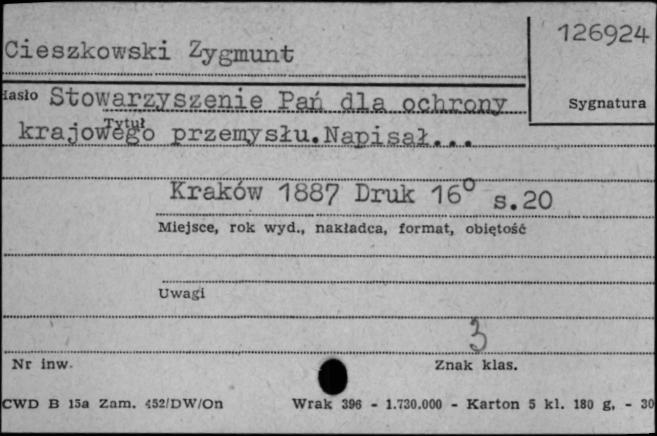 126924
Cieszkowski Zygmunt
Hasło Stowarzyszenie Pań dla ochrony
Sygnatura
Tytuł
krajowego przemysłu.Napisał...
Kraków 1887 Druk 16° s.20
Miejsce, rok wyd., nakładca, format, objętość
Uwagi
3
Nr inw.
Znak klas.
CWD B 15a Zam. 452/DW/On Wrak 396 - 1.730.000 - Karton 5 kl. 180 g. - 30